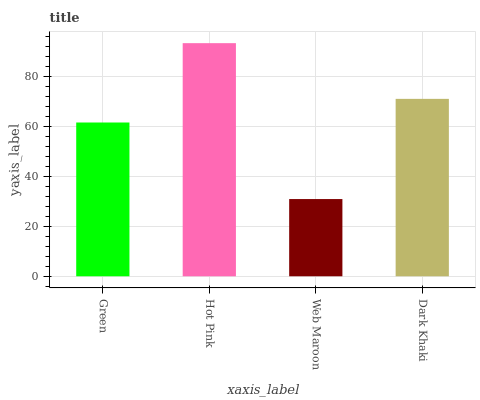 title
yaxis_label
80
60
40
20
0
Green
Hot Pink
Web Maroon
Dark Khaki
xaxis_label